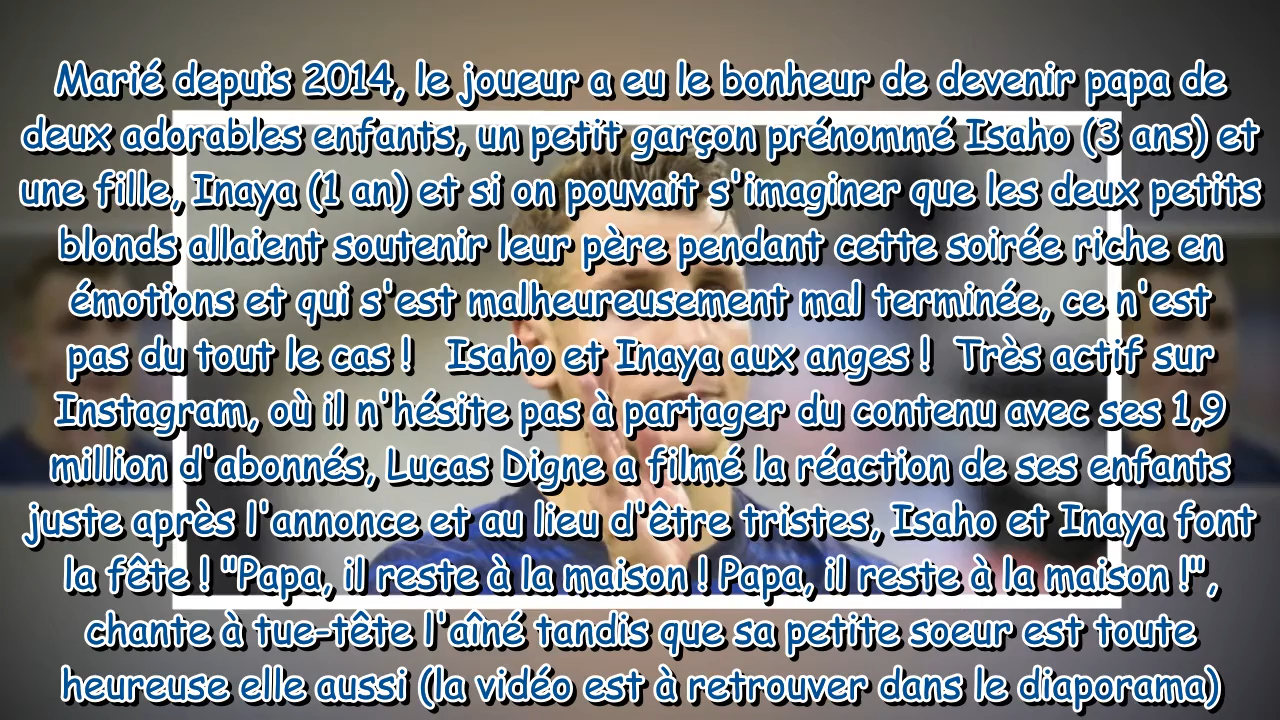 Marié depuis 2014, le joueur a eu le bonheur de devenir papa de
deux adorables enfants, un petit garçon prénommé Isaho (3 ans) et
une fille, Inaya (1 an) et si on pouvait s'imaginer que les deux petits
blonds allaient soutenir leur père pendant cette soirée riche en
émotions et qui s'est malheureusement mal terminée, ce n'est
pas du tout le cas ! Isaho et Inaya aux anges ! Très actif sur
Instagram, où il n'hésite pas à partager du contenu avec ses 1,9
million d'abonnés, Lucas Digne a filmé la réaction de ses enfants
juste après l'annonce et au lieu d'être tristes, Isaho et Inaya font
la fête ! "Papa, il reste à la maison ! Papa, il reste à la maison !",
chante à tue-tête l'aîné tandis que sa petite soeur est toute
heureuse elle aussi (la vidéo est à retrouver dans le diaporama)